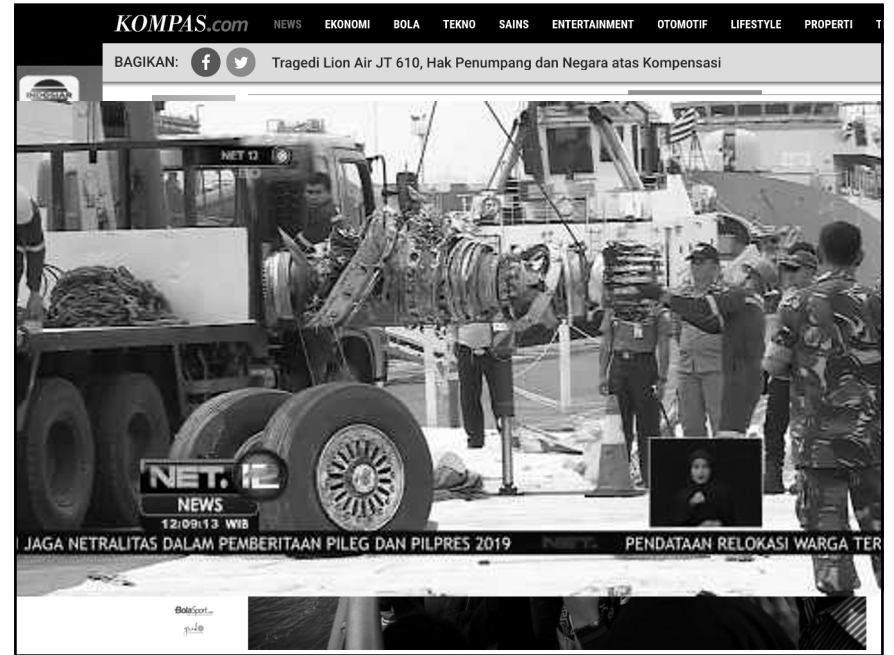 KOMPAS.com NEWS EKONOMI BOLA TEKNO SAINS ENTERTAINMENT OTOMOTIF LIFESTYLE PROPERTI
BAGIKAN: Tragedi Lion Air JT 610, Hak Penumpang dan Negara atas Kompensasi
NET 12
NET. 12
NEWS
12:09:13 WIB
JAGA NETRALITAS DALAM PEMBERITAAN PILEG DAN PILPRES 2019 NET. PENDATAAN RELOKASI WARGA TER
BolaSport